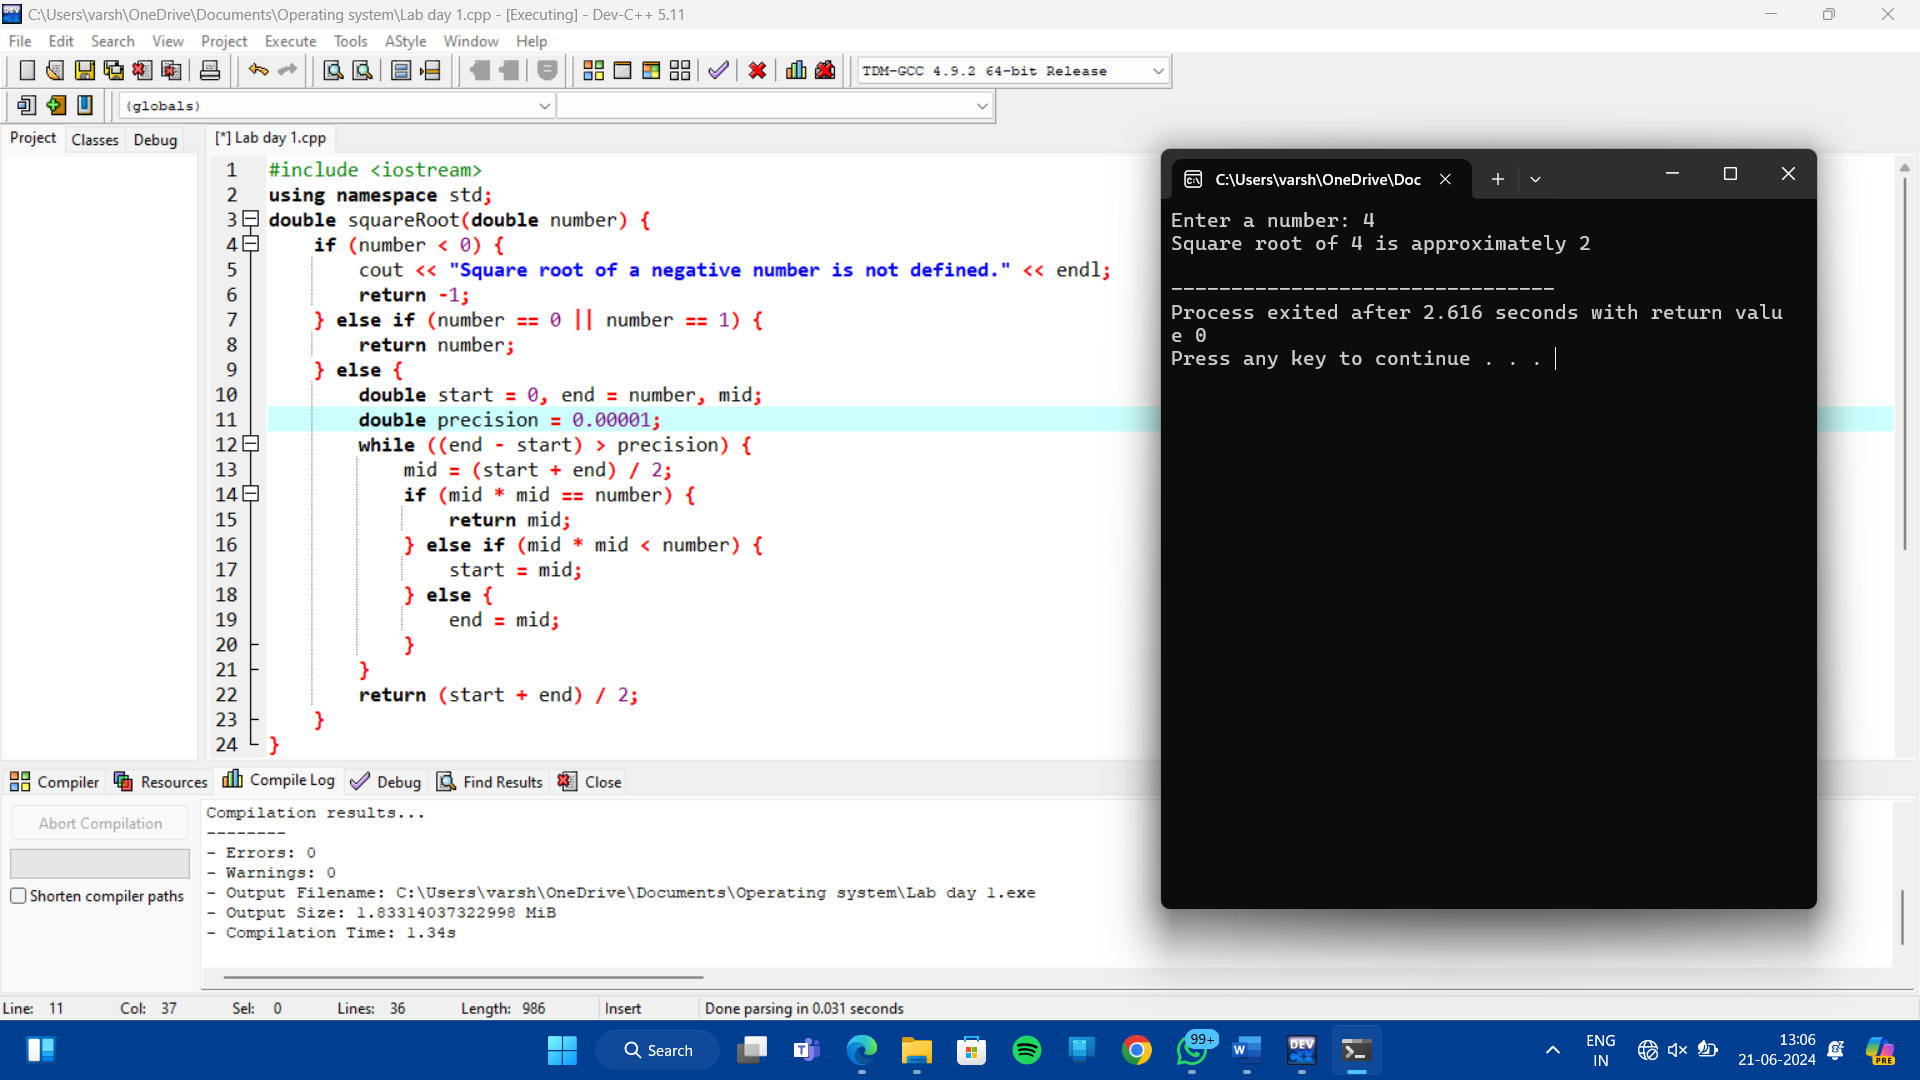 C:\Users\varsh\OneDrive\Documents\Operating system\Lab day 1.cpp - [Executing] - Dev-C++ 5.11
File Edit Search View Project Execute Tools AStyle Window Help
TDM-GCC 4.9.2 64-bit Release
(globals)
Project Classes Debug
[*] Lab day 1.cpp
1 #include <iostream>
2 using namespace std;
3 double squareRoot(double number) {
4 if (number < 0) {
5 cout << "Square root of a negative number is not defined." << endl;
6 return -1;
7 } else if (number == 0 || number == 1) {
8 return number;
9 } else {
10 double start = 0, end = number, mid;
11 double precision = 0.00001;
12 while ((end - start) > precision) {
13 mid = (start + end) / 2;
14 if (mid * mid == number) {
15 return mid;
16 } else if (mid * mid < number) {
17 start = mid;
18 } else {
19 end = mid;
20 }
21 }
22 return (start + end) / 2;
23 }
24 }
C:\Users\varsh\OneDrive\Doc
Enter a number: 4
Square root of 4 is approximately 2
--------------------------------
Process exited after 2.616 seconds with return valu
e 0
Press any key to continue . . .
Compiler Resources Compile Log Debug Find Results Close
Abort Compilation
Shorten compiler paths
Compilation results...
--------
- Errors: 0
- Warnings: 0
- Output Filename: C:\Users\varsh\OneDrive\Documents\Operating system\Lab day 1.exe
- Output Size: 1.83314037322998 MiB
- Compilation Time: 1.34s
Line: 11 Col: 37 Sel: 0 Lines: 36 Length: 986 Insert Done parsing in 0.031 seconds
Search
99+
DEV
ENG
IN
13:06
21-06-2024
PRE